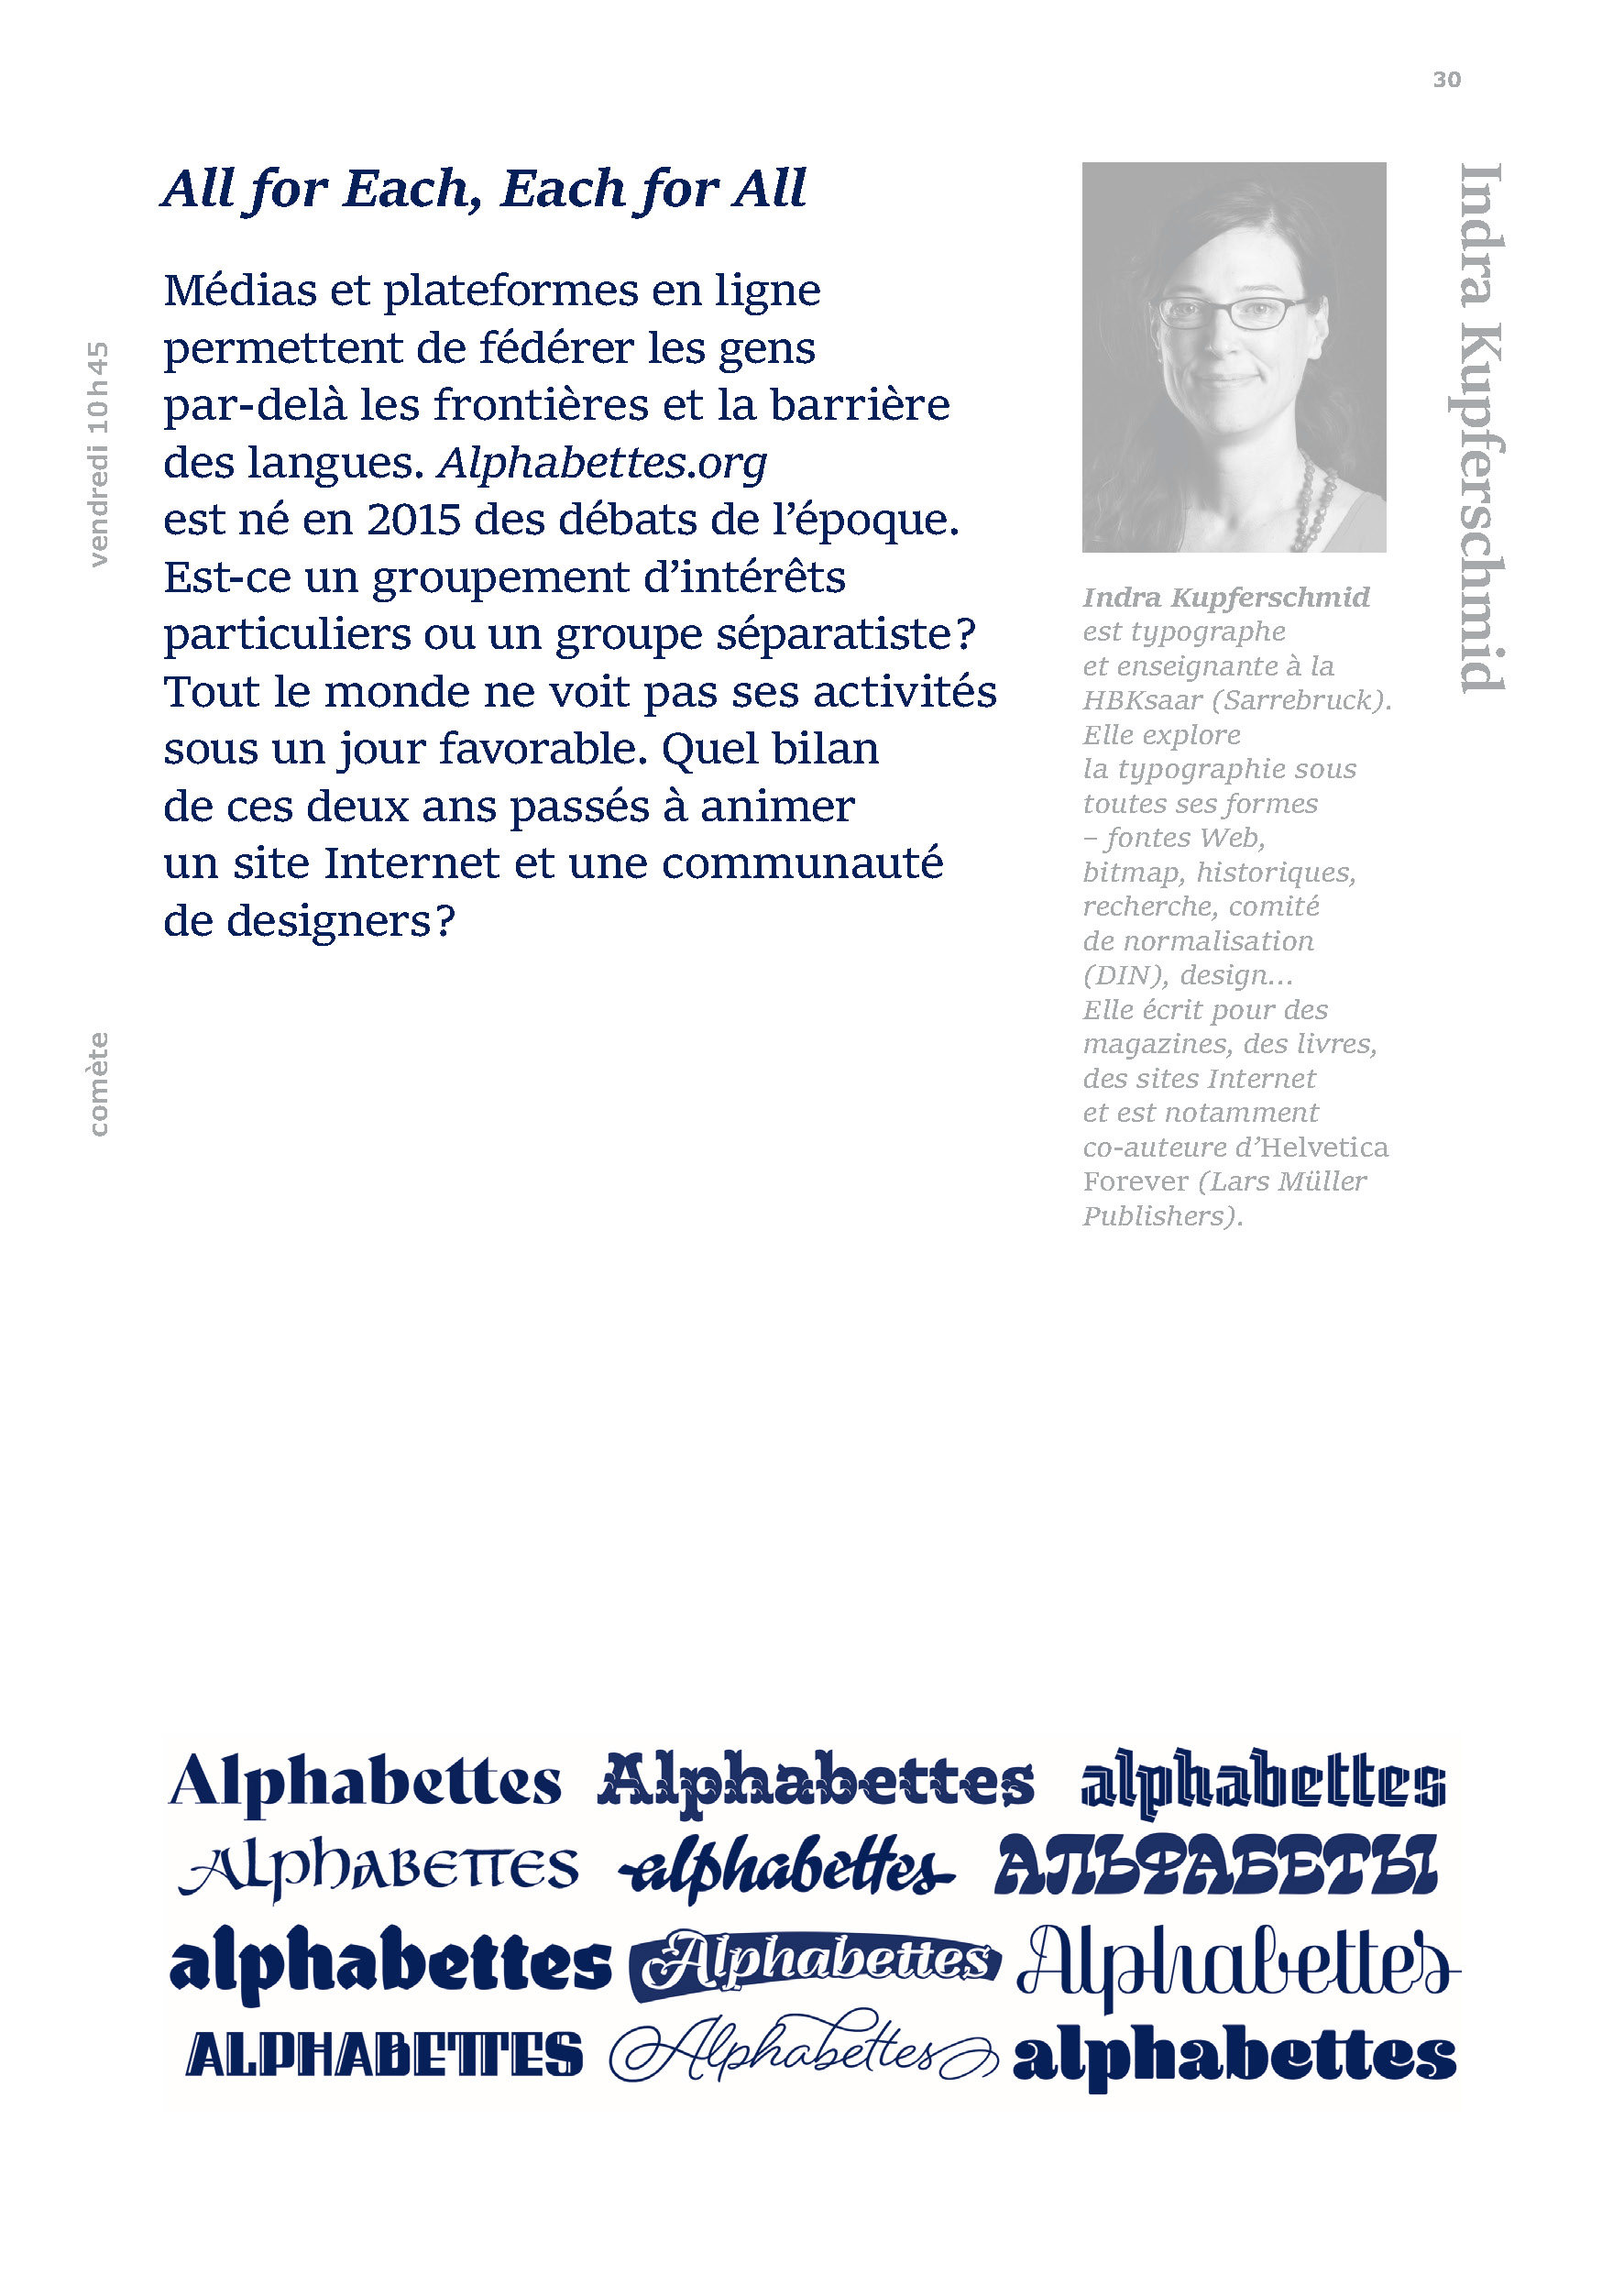 30
All for Each, Each for All
Médias et plateformes en ligne
permettent de fédérer les gens
par-delà les frontières et la barrière
des langues. Alphabettes.org
est né en 2015 des débats de l’époque.
Est-ce un groupement d’intérêts
particuliers ou un groupe séparatiste ?
Tout le monde ne voit pas ses activités
sous un jour favorable. Quel bilan
de ces deux ans passés à animer
un site Internet et une communauté
de designers ?
vendredi 10 h 45
comète
Indra Kupferschmid
Indra Kupferschmid
est typographe
et enseignante à la
HBKsaar (Sarrebruck).
Elle explore
la typographie sous
toutes ses formes
– fontes Web,
bitmap, historiques,
recherche, comité
de normalisation
(DIN), design…
Elle écrit pour des
magazines, des livres,
des sites Internet
et est notamment
co-auteure d’Helvetica
Forever (Lars Müller
Publishers).
Alphabettes Alphabettes alphabettes
Alphabettes alphabettes АЛЬФАБЕТЫ
alphabettes Alphabettes Alphabettes
ALPHABETTES Alphabettes alphabettes